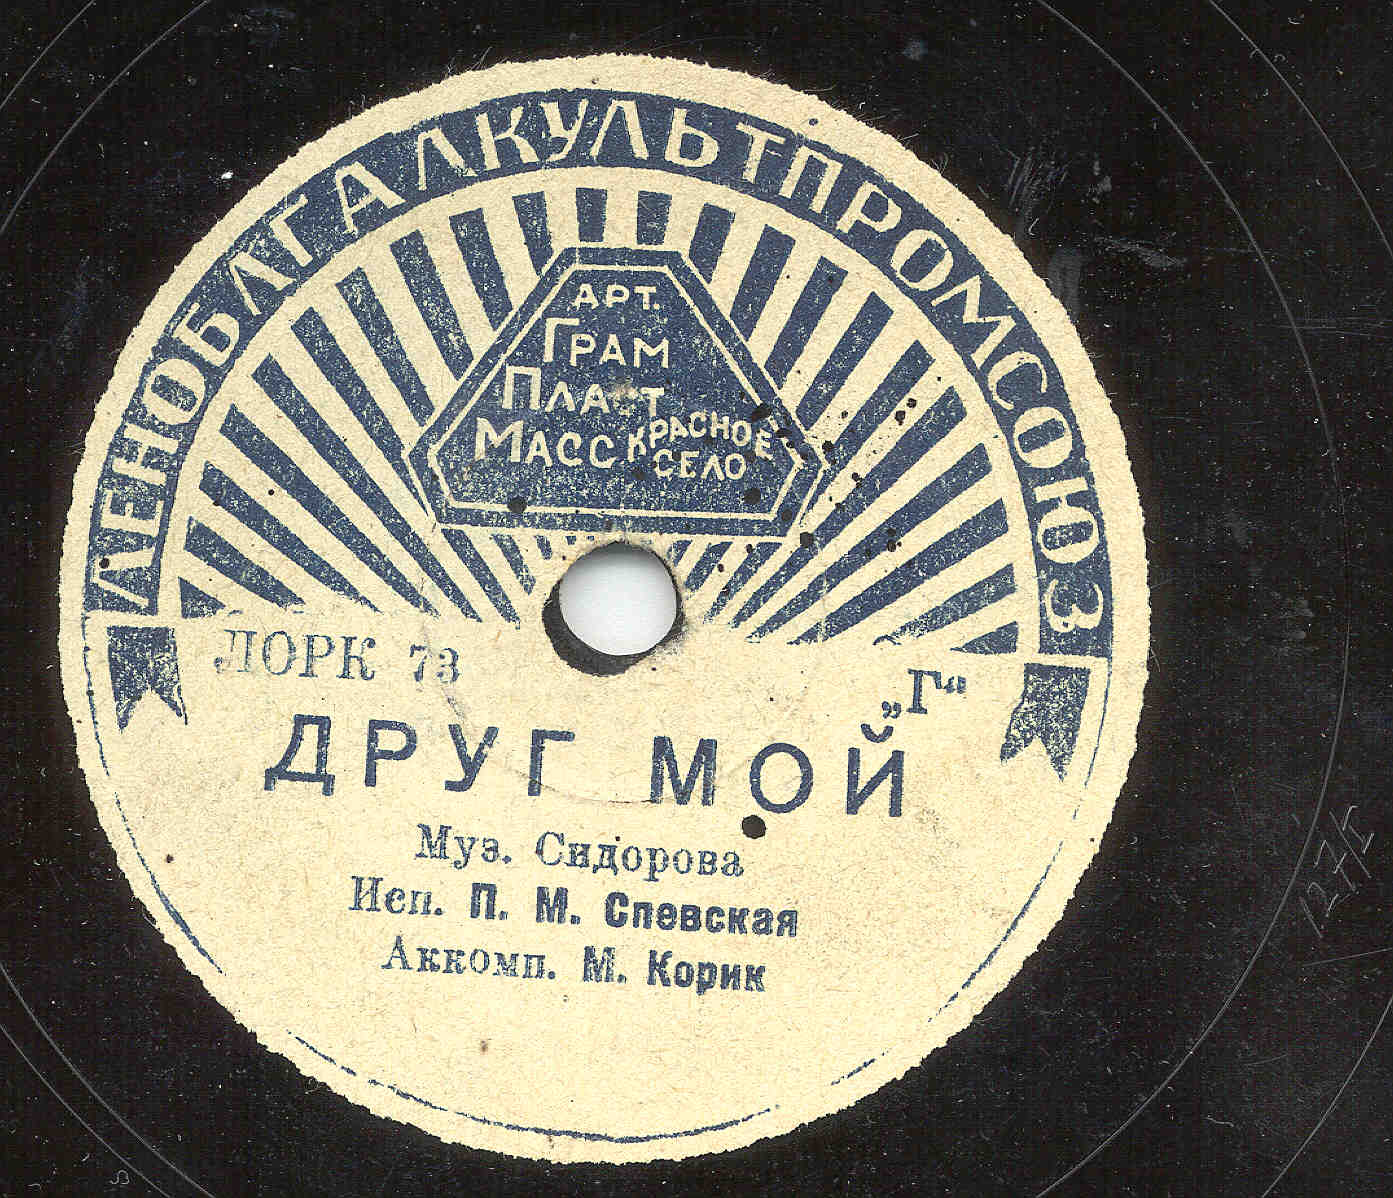 ЛЕНОБЛГАЛКУЛЬТПРОМСОЮЗ
АРТ.
ГРАМ
ПЛАСТ
МАСС КРАСНОЕ
СЕЛО
ЛОРК 73
„Г“
ДРУГ МОЙ
Муз. Сидорова
Исп. П. М. Спевская
Аккомп. М. Корик